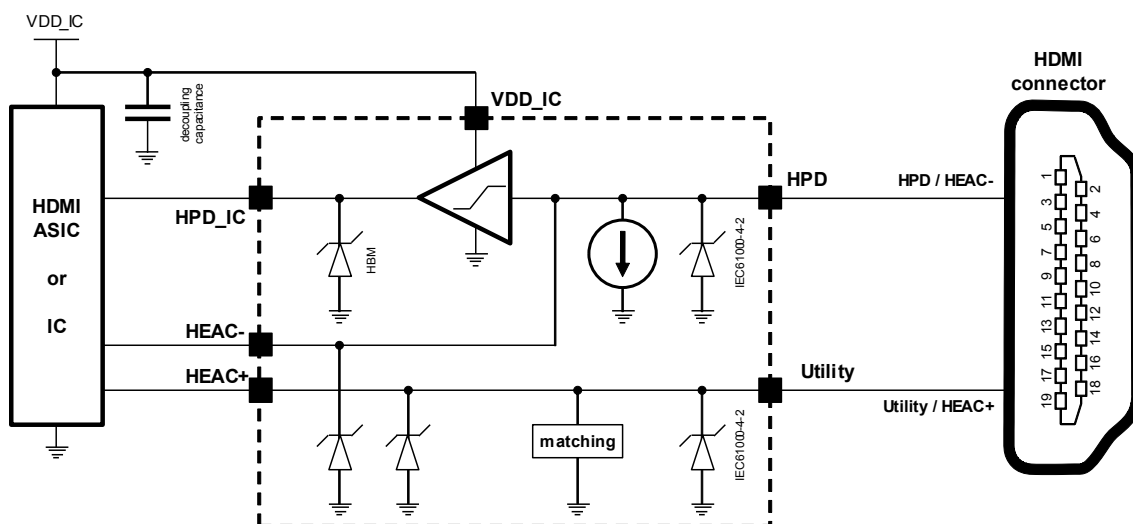 VDD_IC
HDMI
connector
decoupling
capacitance
VDD_IC
HPD
HPD / HEAC-
HDMI
ASIC
or
IC
HPD_IC
HBM
IEC61000-4-2
HEAC-
HEAC+
Utility
Utility / HEAC+
matching
IEC61000-4-2
1
2
3
4
5
6
7
8
9
10
11
12
13
14
15
16
17
18
19